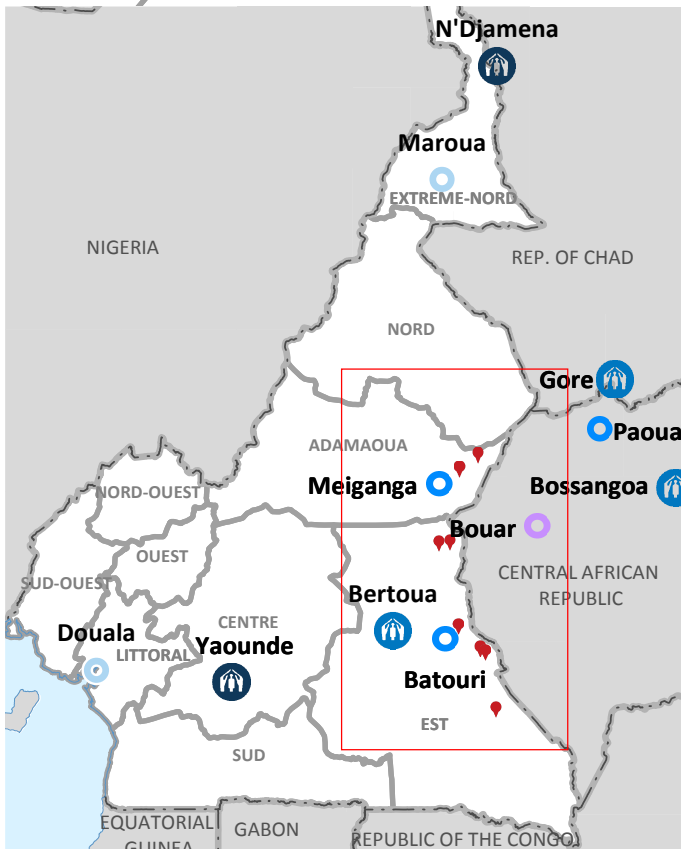 N'Djamena
Maroua
EXTREME-NORD
NIGERIA
REP. OF CHAD
NORD
Gore
Paoua
ADAMAOUA
Meiganga
Bossangoa
NORD-OUEST
Bouar
OUEST
CENTRAL AFRICAN
REPUBLIC
SUD-OUEST
Bertoua
CENTRE
Douala
LITTORAL
Yaounde
Batouri
EST
SUD
EQUATORIAL
GUINEA
GABON
REPUBLIC OF THE CONGO